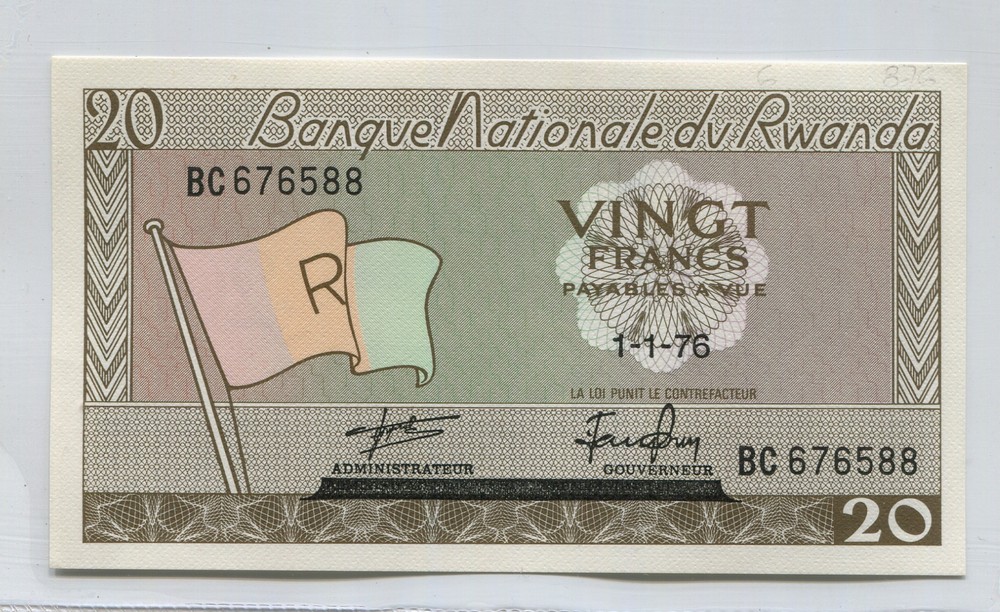 6 876
20 Banque Nationale du Rwanda
BC 676588
R
VINGT
FRANCS
PAYABLES A VUE
1-1-76
LA LOI PUNIT LE CONTREFACTEUR
ADMINISTRATEUR
GOUVERNEUR
BC 676588
20